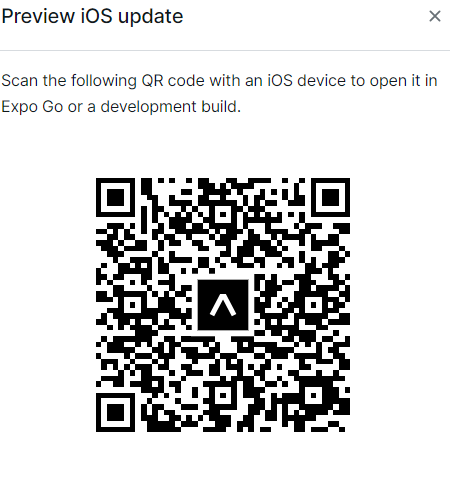 Preview iOS update
Scan the following QR code with an iOS device to open it in
Expo Go or a development build.